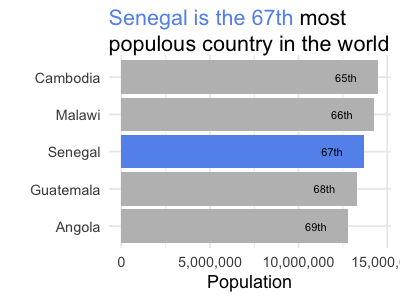 Senegal is the 67th most
populous country in the world
Cambodia 65th
Malawi 66th
Senegal 67th
Guatemala 68th
Angola 69th
0 5,000,000 10,000,000 15,000,
Population